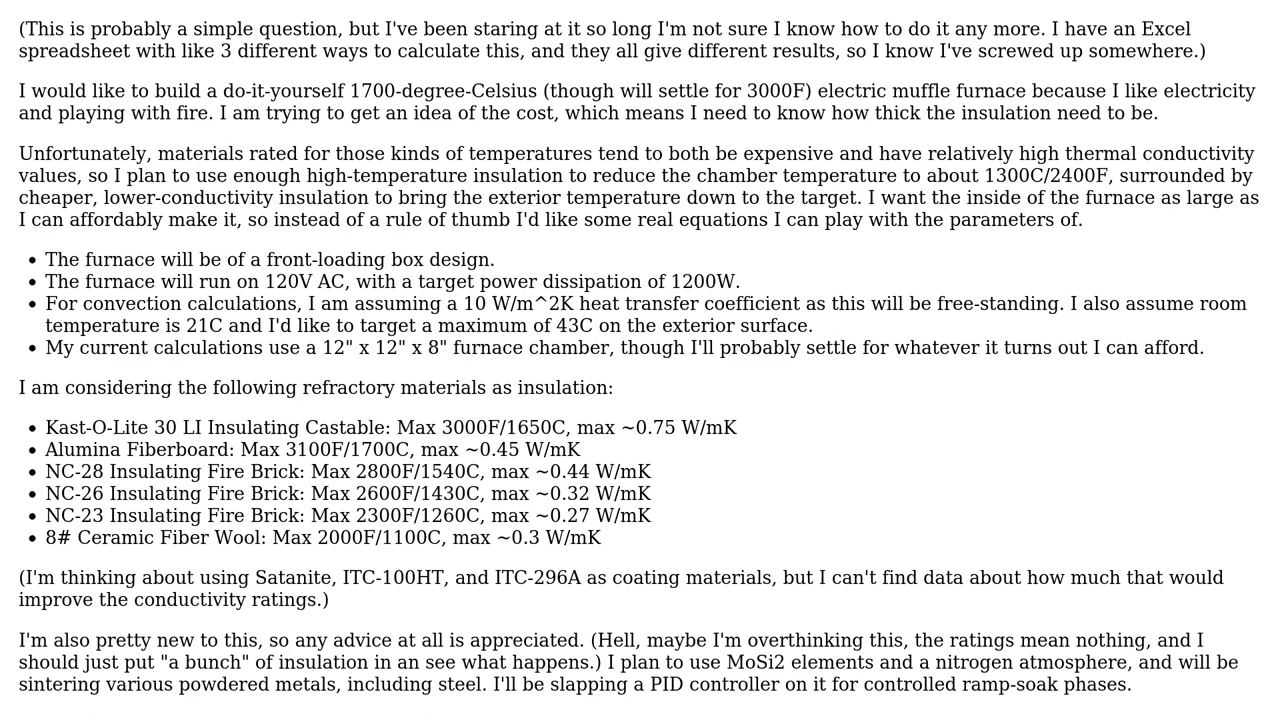 (This is probably a simple question, but I've been staring at it so long I'm not sure I know how to do it any more. I have an Excel
spreadsheet with like 3 different ways to calculate this, and they all give different results, so I know I've screwed up somewhere.)
I would like to build a do-it-yourself 1700-degree-Celsius (though will settle for 3000F) electric muffle furnace because I like electricity
and playing with fire. I am trying to get an idea of the cost, which means I need to know how thick the insulation need to be.
Unfortunately, materials rated for those kinds of temperatures tend to both be expensive and have relatively high thermal conductivity
values, so I plan to use enough high-temperature insulation to reduce the chamber temperature to about 1300C/2400F, surrounded by
cheaper, lower-conductivity insulation to bring the exterior temperature down to the target. I want the inside of the furnace as large as
I can affordably make it, so instead of a rule of thumb I'd like some real equations I can play with the parameters of.
• The furnace will be of a front-loading box design.
• The furnace will run on 120V AC, with a target power dissipation of 1200W.
• For convection calculations, I am assuming a 10 W/m^2K heat transfer coefficient as this will be free-standing. I also assume room
temperature is 21C and I'd like to target a maximum of 43C on the exterior surface.
• My current calculations use a 12" x 12" x 8" furnace chamber, though I'll probably settle for whatever it turns out I can afford.
I am considering the following refractory materials as insulation:
• Kast-O-Lite 30 LI Insulating Castable: Max 3000F/1650C, max ~0.75 W/mK
• Alumina Fiberboard: Max 3100F/1700C, max ~0.45 W/mK
• NC-28 Insulating Fire Brick: Max 2800F/1540C, max ~0.44 W/mK
• NC-26 Insulating Fire Brick: Max 2600F/1430C, max ~0.32 W/mK
• NC-23 Insulating Fire Brick: Max 2300F/1260C, max ~0.27 W/mK
• 8# Ceramic Fiber Wool: Max 2000F/1100C, max ~0.3 W/mK
(I'm thinking about using Satanite, ITC-100HT, and ITC-296A as coating materials, but I can't find data about how much that would
improve the conductivity ratings.)
I'm also pretty new to this, so any advice at all is appreciated. (Hell, maybe I'm overthinking this, the ratings mean nothing, and I
should just put "a bunch" of insulation in an see what happens.) I plan to use MoSi2 elements and a nitrogen atmosphere, and will be
sintering various powdered metals, including steel. I'll be slapping a PID controller on it for controlled ramp-soak phases.